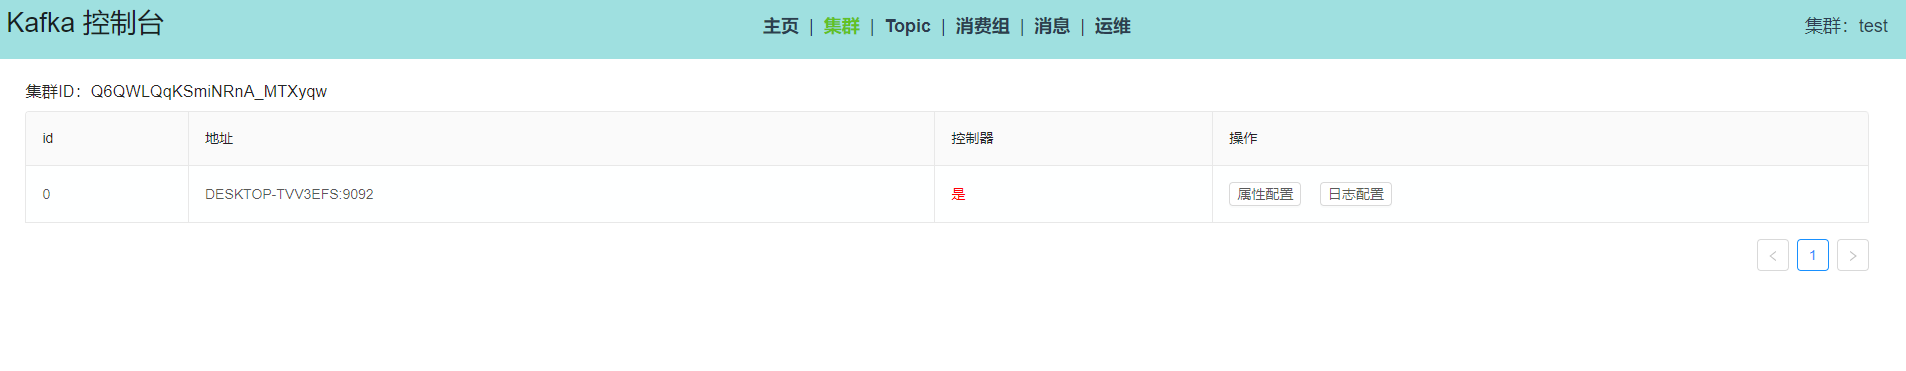 Kafka 控制台 主页 | 集群 | Topic | 消费组 | 消息 | 运维 集群：test
集群ID：Q6QWLQqKSmiNRnA_MTXyqw
id 地址 控制器 操作
0 DESKTOP-TVV3EFS:9092 是 属性配置 日志配置
< 1 >